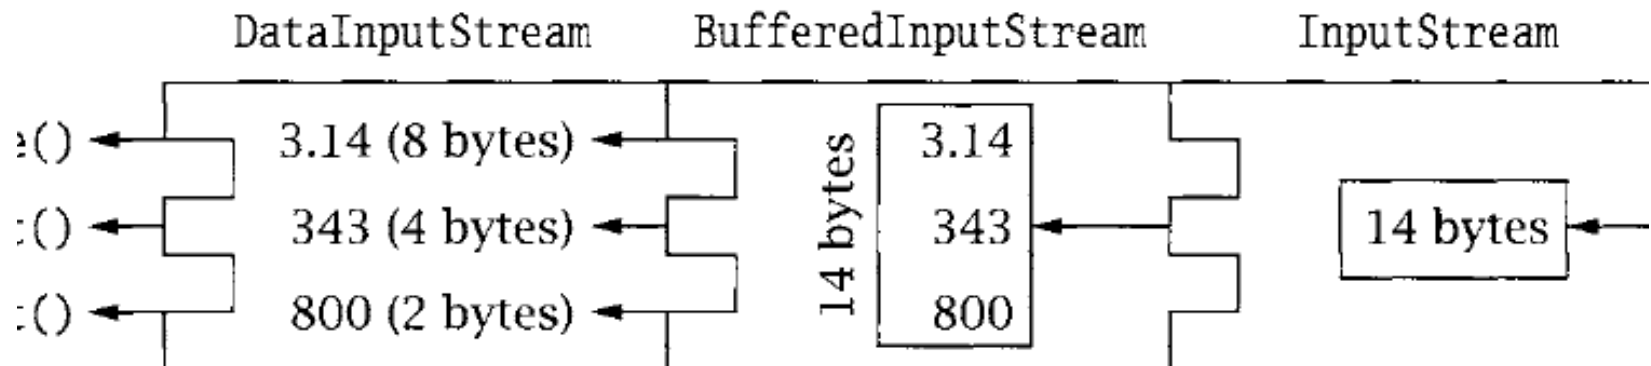 DataInputStream BufferedInputStream InputStream
e() 3.14 (8 bytes) 3.14
() 343 (4 bytes) 14 bytes 343 14 bytes
() 800 (2 bytes) 800